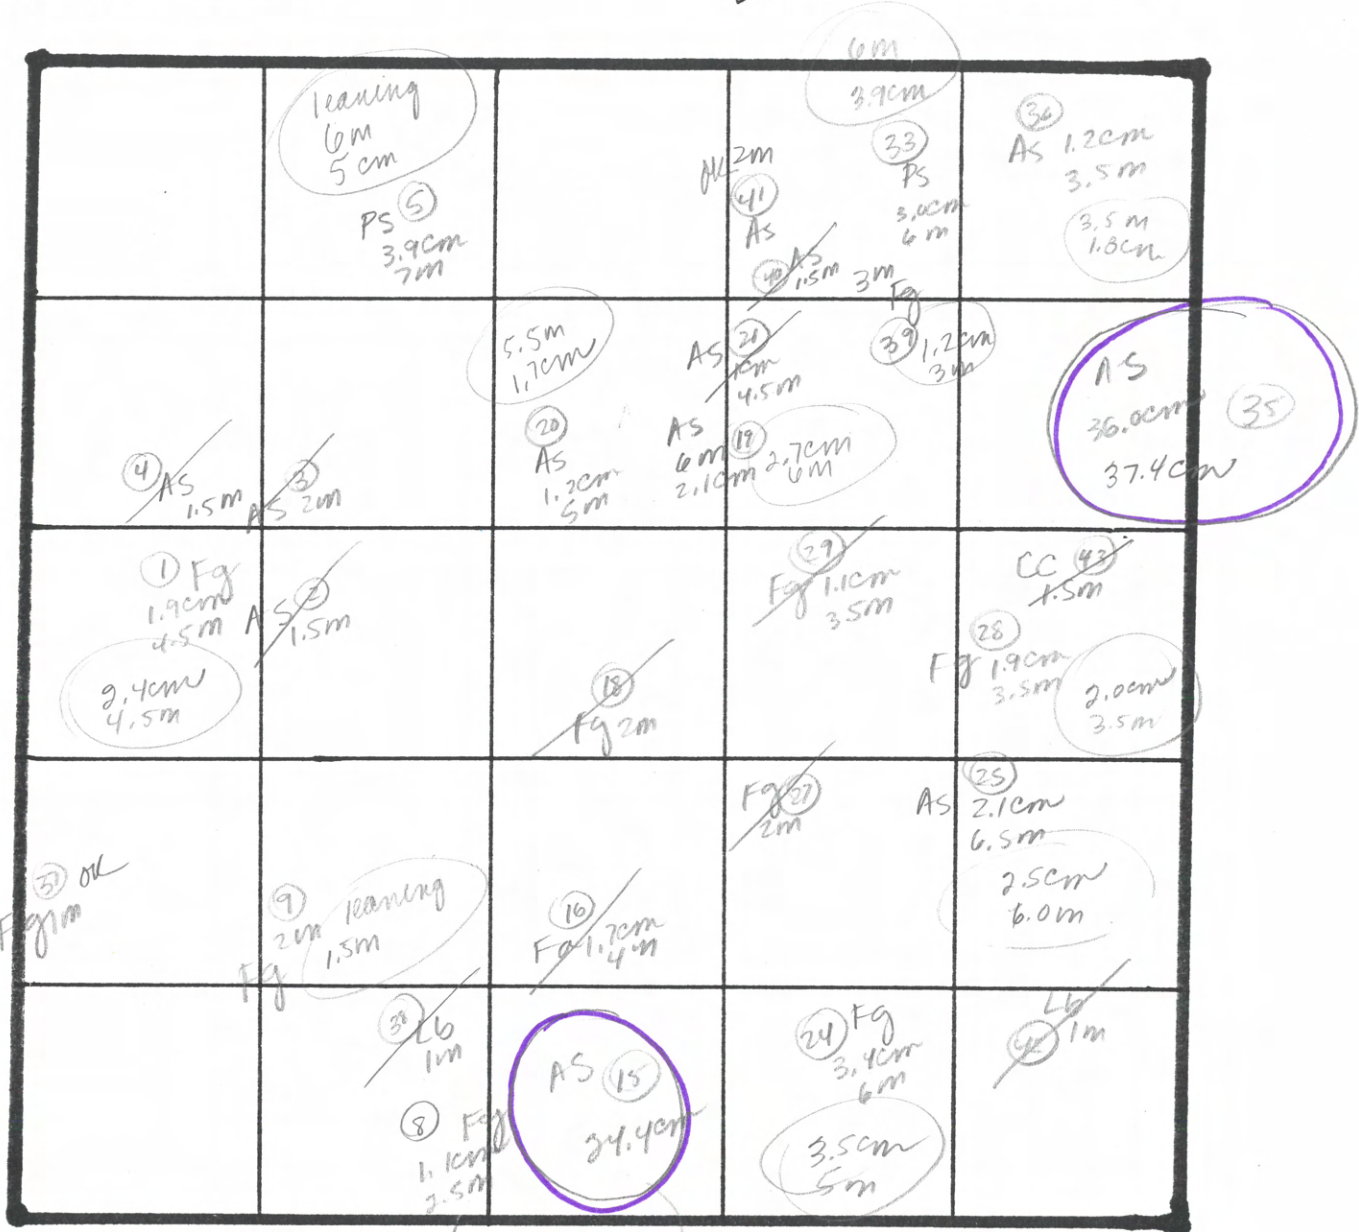 6m
3.9cm
leaning
6m
5cm
PS 5
3.9cm
7m
OK 2m
41
As
40 AS
1.5m
33
PS
3.0cm
6m
36
As 1.2cm
3.5m
3.5m
1.8cm
3m
Fg
39 1.2cm
3m
5.5m
1.7cm
20
AS
1.2cm
5m
AS 21
1cm
4.5m
AS
6m 19
2.1cm
2.7cm
6m
AS
36.0cm 35
37.4cm
4 AS
1.5m
3
AS 2m
1 Fg
1.9cm
4.5m
2.4cm
4.5m
2
AS 1.5m
18
Fg 2m
29
Fg 1.1cm
3.5m
CC 43
1.5m
28
Fg 1.9cm
3.5m
2.0cm
3.5m
37 OK
Fg 1m
9
2m
Fg
leaning
1.5m
16
Fg 1.7cm
4m
Fg 27
2m
25
AS 2.1cm
6.5m
2.5cm
6.0m
38 Lb
1m
8 Fg
1.1cm
2.5m
AS 15
24.4cm
24 Fg
3.4cm
6m
3.5cm
5m
Lb
1m